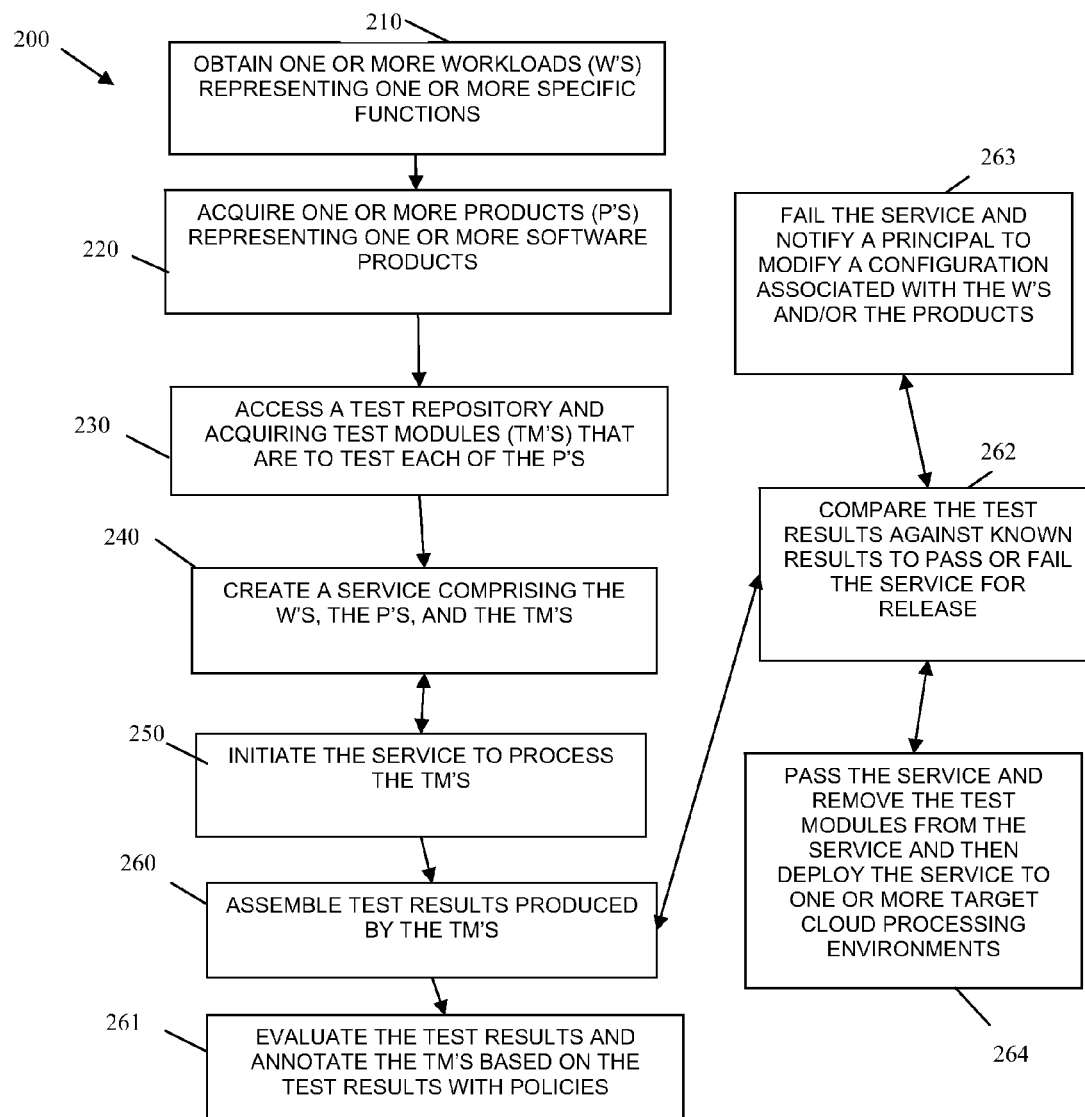 200
210
OBTAIN ONE OR MORE WORKLOADS (W'S)
REPRESENTING ONE OR MORE SPECIFIC
FUNCTIONS
220
ACQUIRE ONE OR MORE PRODUCTS (P'S)
REPRESENTING ONE OR MORE SOFTWARE
PRODUCTS
230
ACCESS A TEST REPOSITORY AND
ACQUIRING TEST MODULES (TM'S) THAT
ARE TO TEST EACH OF THE P'S
240
CREATE A SERVICE COMPRISING THE
W'S, THE P'S, AND THE TM'S
250
INITIATE THE SERVICE TO PROCESS
THE TM'S
260
ASSEMBLE TEST RESULTS PRODUCED
BY THE TM'S
261
EVALUATE THE TEST RESULTS AND
ANNOTATE THE TM'S BASED ON THE
TEST RESULTS WITH POLICIES
263
FAIL THE SERVICE AND
NOTIFY A PRINCIPAL TO
MODIFY A CONFIGURATION
ASSOCIATED WITH THE W'S
AND/OR THE PRODUCTS
262
COMPARE THE TEST
RESULTS AGAINST KNOWN
RESULTS TO PASS OR FAIL
THE SERVICE FOR
RELEASE
PASS THE SERVICE AND
REMOVE THE TEST
MODULES FROM THE
SERVICE AND THEN
DEPLOY THE SERVICE TO
ONE OR MORE TARGET
CLOUD PROCESSING
ENVIRONMENTS
264